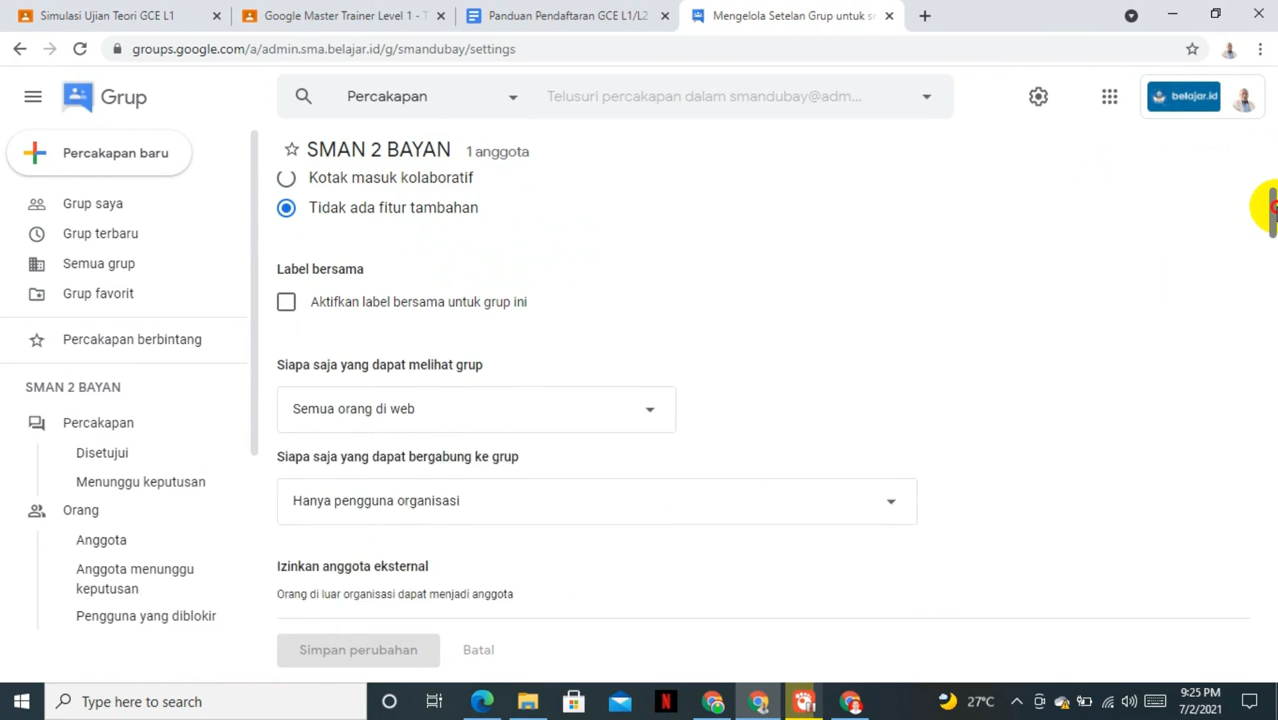 Simulasi Ujian Teori GCE L1
Google Master Trainer Level 1 - T
Panduan Pendaftaran GCE L1/L2
Mengelola Setelan Grup untuk sm
groups.google.com/a/admin.sma.belajar.id/g/smandubay/settings
Grup
Percakapan
Telusuri percakapan dalam smandubay@adm...
belajar.id
Percakapan baru
Grup saya
Grup terbaru
Semua grup
Grup favorit
Percakapan berbintang
SMAN 2 BAYAN
Percakapan
Disetujui
Menunggu keputusan
Orang
Anggota
Anggota menunggu
keputusan
Pengguna yang diblokir
SMAN 2 BAYAN 1 anggota
Kotak masuk kolaboratif
Tidak ada fitur tambahan
Label bersama
Aktifkan label bersama untuk grup ini
Siapa saja yang dapat melihat grup
Semua orang di web
Siapa saja yang dapat bergabung ke grup
Hanya pengguna organisasi
Izinkan anggota eksternal
Orang di luar organisasi dapat menjadi anggota
Simpan perubahan
Batal
Type here to search
N
27°C
9:25 PM
7/2/2021